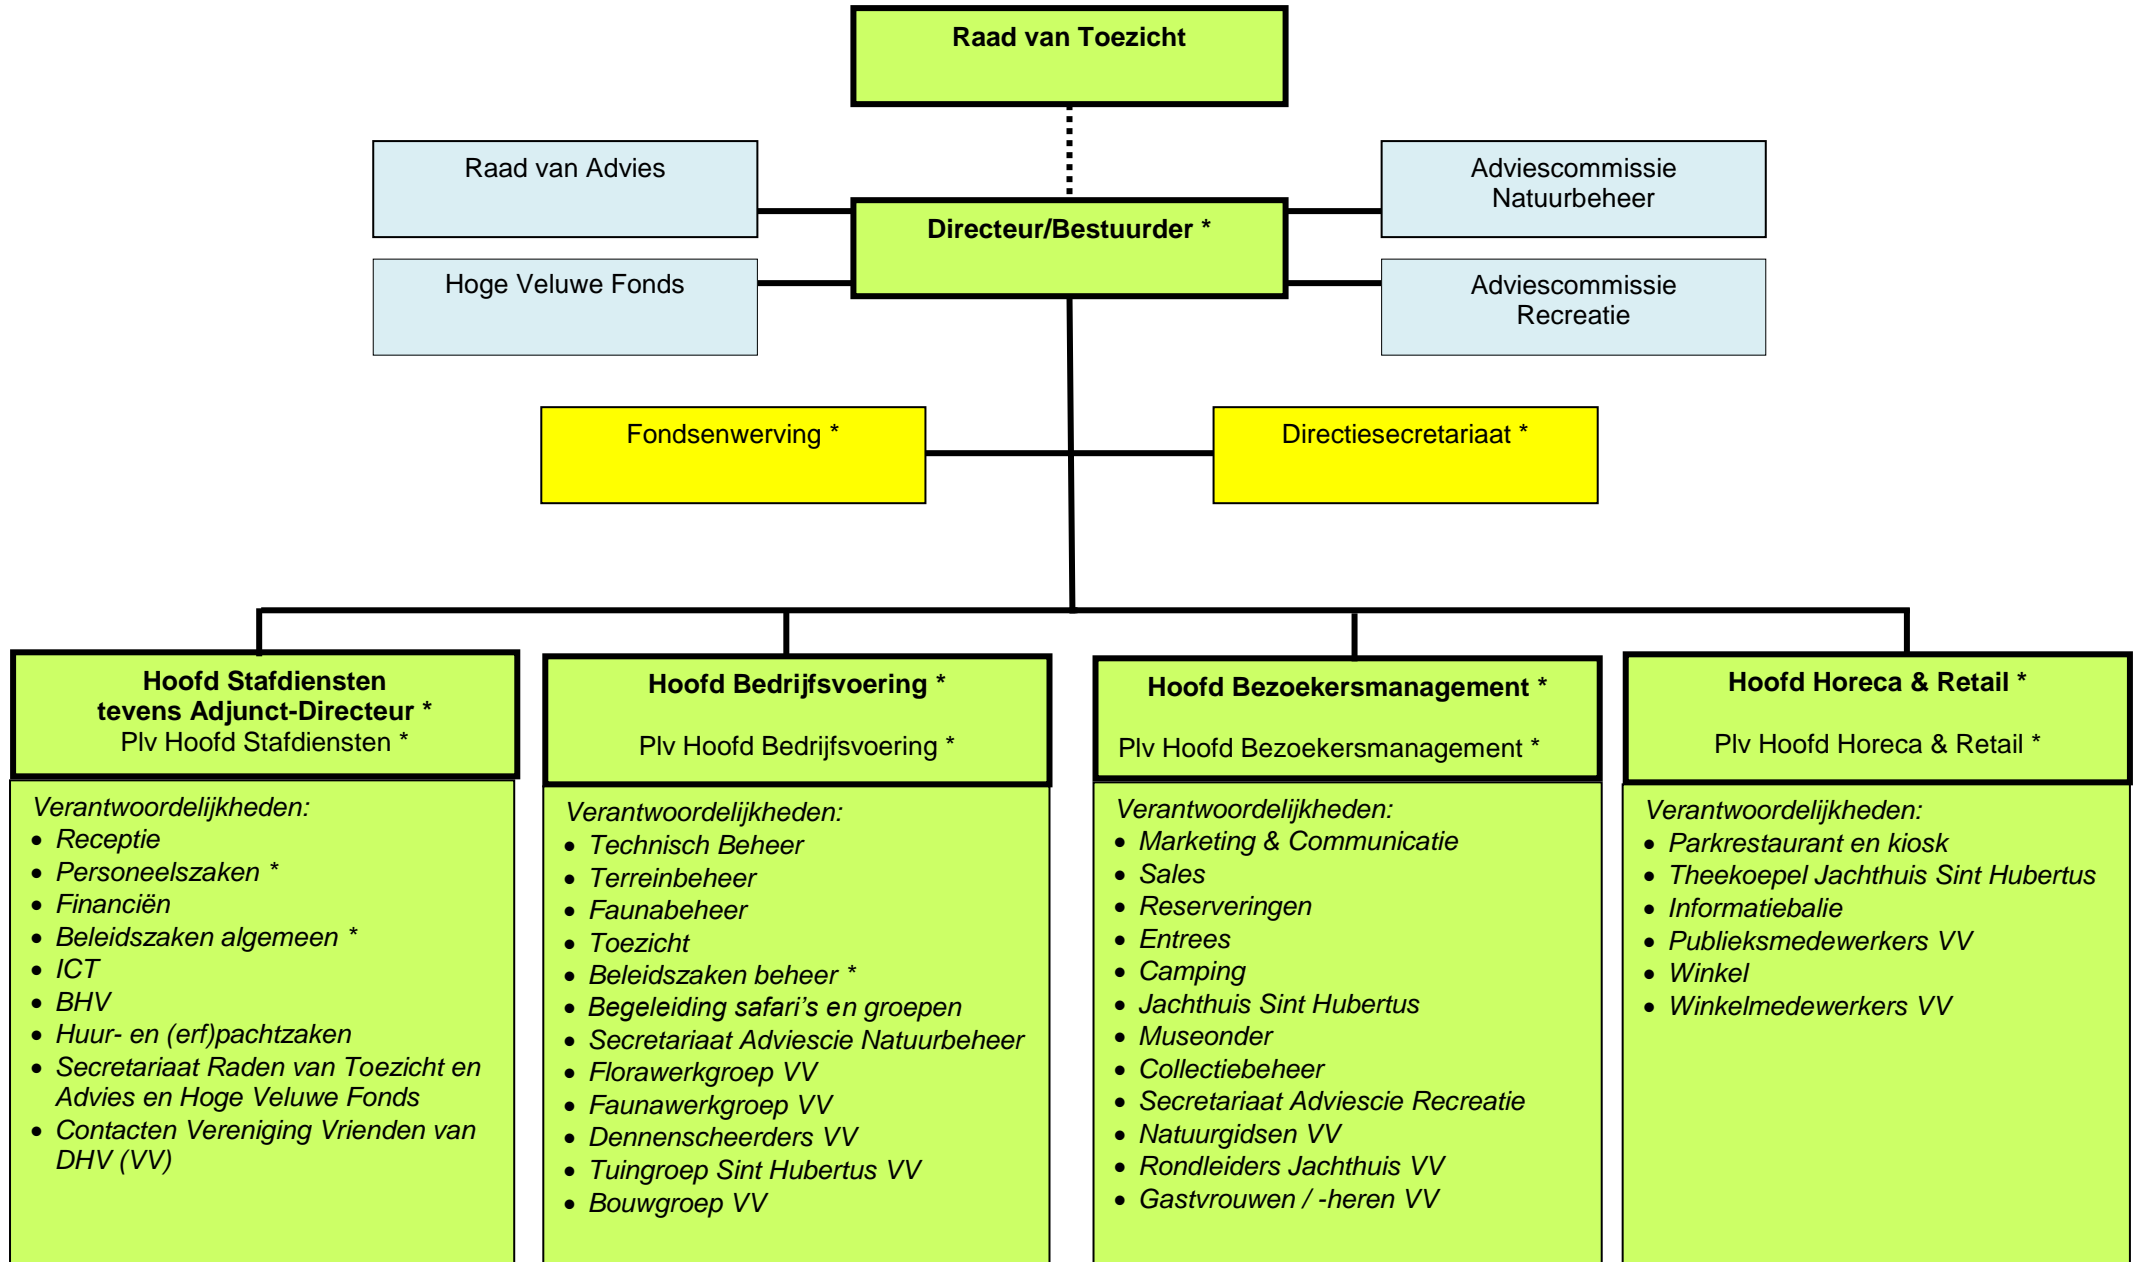 Raad van Toezicht
Raad van Advies
Adviescommissie
Natuurbeheer
Directeur/Bestuurder *
Hoge Veluwe Fonds
Adviescommissie
Recreatie
Fondsenwerving *
Directiesecretariaat *
Hoofd Stafdiensten
tevens Adjunct-Directeur *
Plv Hoofd Stafdiensten *
Verantwoordelijkheden:
• Receptie
• Personeelszaken *
• Financiën
• Beleidszaken algemeen *
• ICT
• BHV
• Huur- en (erf)pachtzaken
• Secretariaat Raden van Toezicht en
Advies en Hoge Veluwe Fonds
• Contacten Vereniging Vrienden van
DHV (VV)
Hoofd Bedrijfsvoering *
Plv Hoofd Bedrijfsvoering *
Verantwoordelijkheden:
• Technisch Beheer
• Terreinbeheer
• Faunabeheer
• Toezicht
• Beleidszaken beheer *
• Begeleiding safari's en groepen
• Secretariaat Adviescie Natuurbeheer
• Florawerkgroep VV
• Faunawerkgroep VV
• Dennenscheerders VV
• Tuingroep Sint Hubertus VV
• Bouwgroep VV
Hoofd Bezoekersmanagement *
Plv Hoofd Bezoekersmanagement *
Verantwoordelijkheden:
• Marketing & Communicatie
• Sales
• Reserveringen
• Entrees
• Camping
• Jachthuis Sint Hubertus
• Museonder
• Collectiebeheer
• Secretariaat Adviescie Recreatie
• Natuurgidsen VV
• Rondleiders Jachthuis VV
• Gastvrouwen / -heren VV
Hoofd Horeca & Retail *
Plv Hoofd Horeca & Retail *
Verantwoordelijkheden:
• Parkrestaurant en kiosk
• Theekoepel Jachthuis Sint Hubertus
• Informatiebalie
• Publieksmedewerkers VV
• Winkel
• Winkelmedewerkers VV